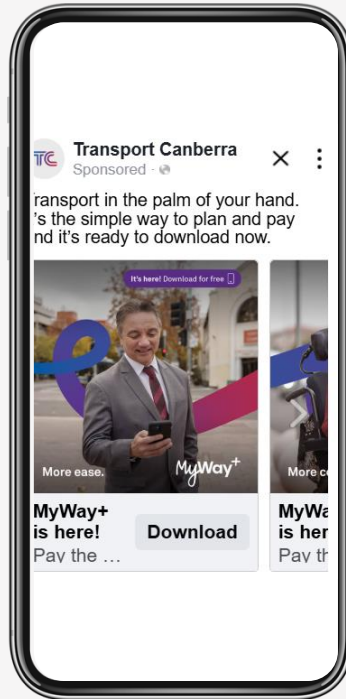 TC
Transport Canberra
Sponsored ·
ransport in the palm of your hand.
's the simple way to plan and pay
nd it's ready to download now.
It's here! Download for free
More ease.
MyWay+
More co
MyWay+
is here!
Download
Pay the ...
MyWa
is her
Pay th